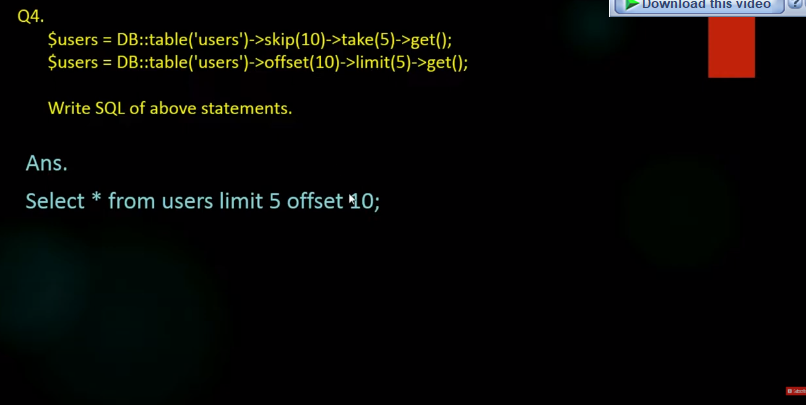 Download this video
Q4.
$users = DB::table('users')->skip(10)->take(5)->get();
$users = DB::table('users')->offset(10)->limit(5)->get();
Write SQL of above statements.
Ans.
Select * from users limit 5 offset 10;